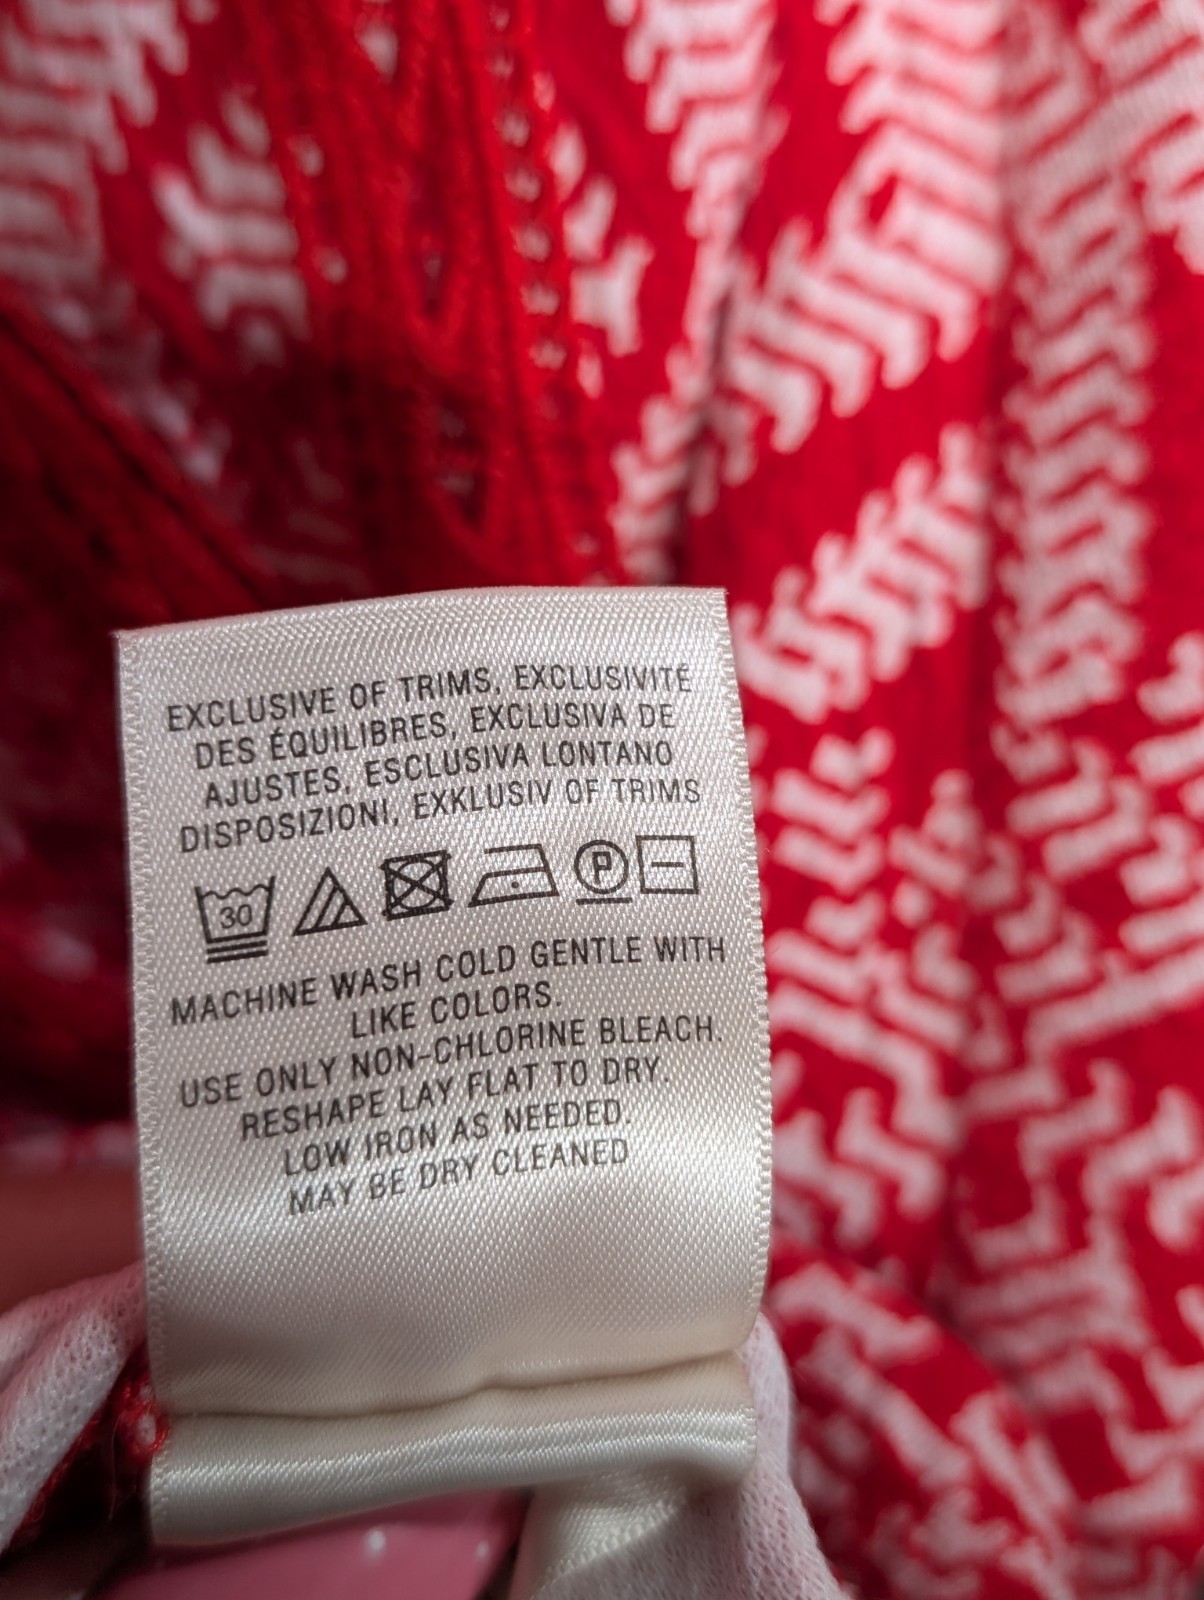 EXCLUSIVE OF TRIMS, EXCLUSIVITÉ
DES ÉQUILIBRES, EXCLUSIVA DE
AJUSTES, ESCLUSIVA LONTANO
DISPOSIZIONI, EXKLUSIV OF TRIMS
30 P
MACHINE WASH COLD GENTLE WITH
LIKE COLORS.
USE ONLY NON-CHLORINE BLEACH.
RESHAPE LAY FLAT TO DRY.
LOW IRON AS NEEDED.
MAY BE DRY CLEANED